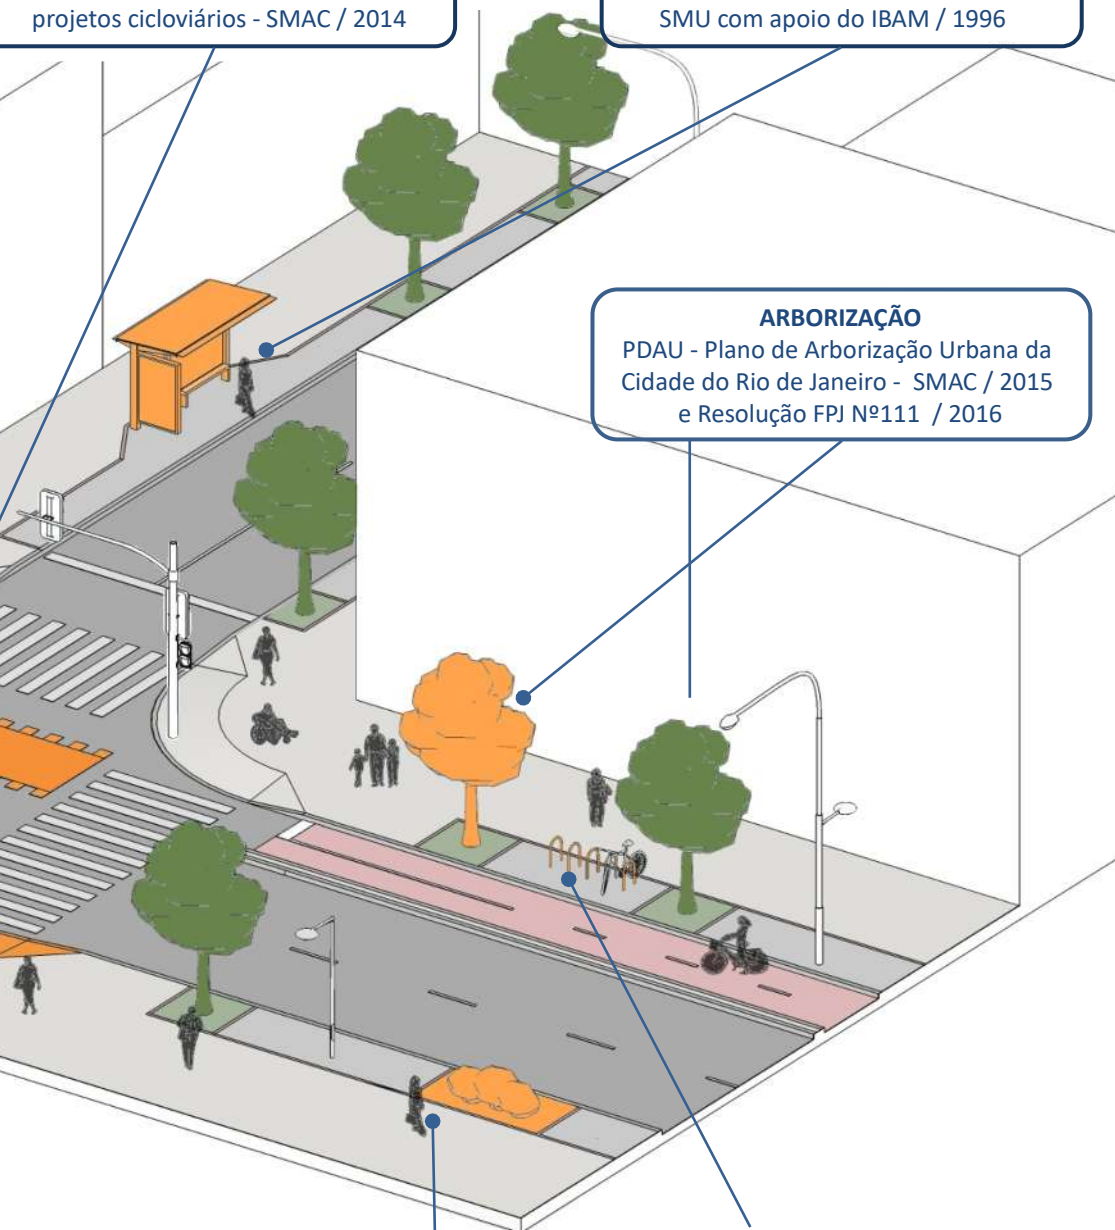 projetos cicloviários - SMAC / 2014
SMU com apoio do IBAM / 1996
ARBORIZAÇÃO
PDAU - Plano de Arborização Urbana da
Cidade do Rio de Janeiro - SMAC / 2015
e Resolução FPJ Nº111 / 2016